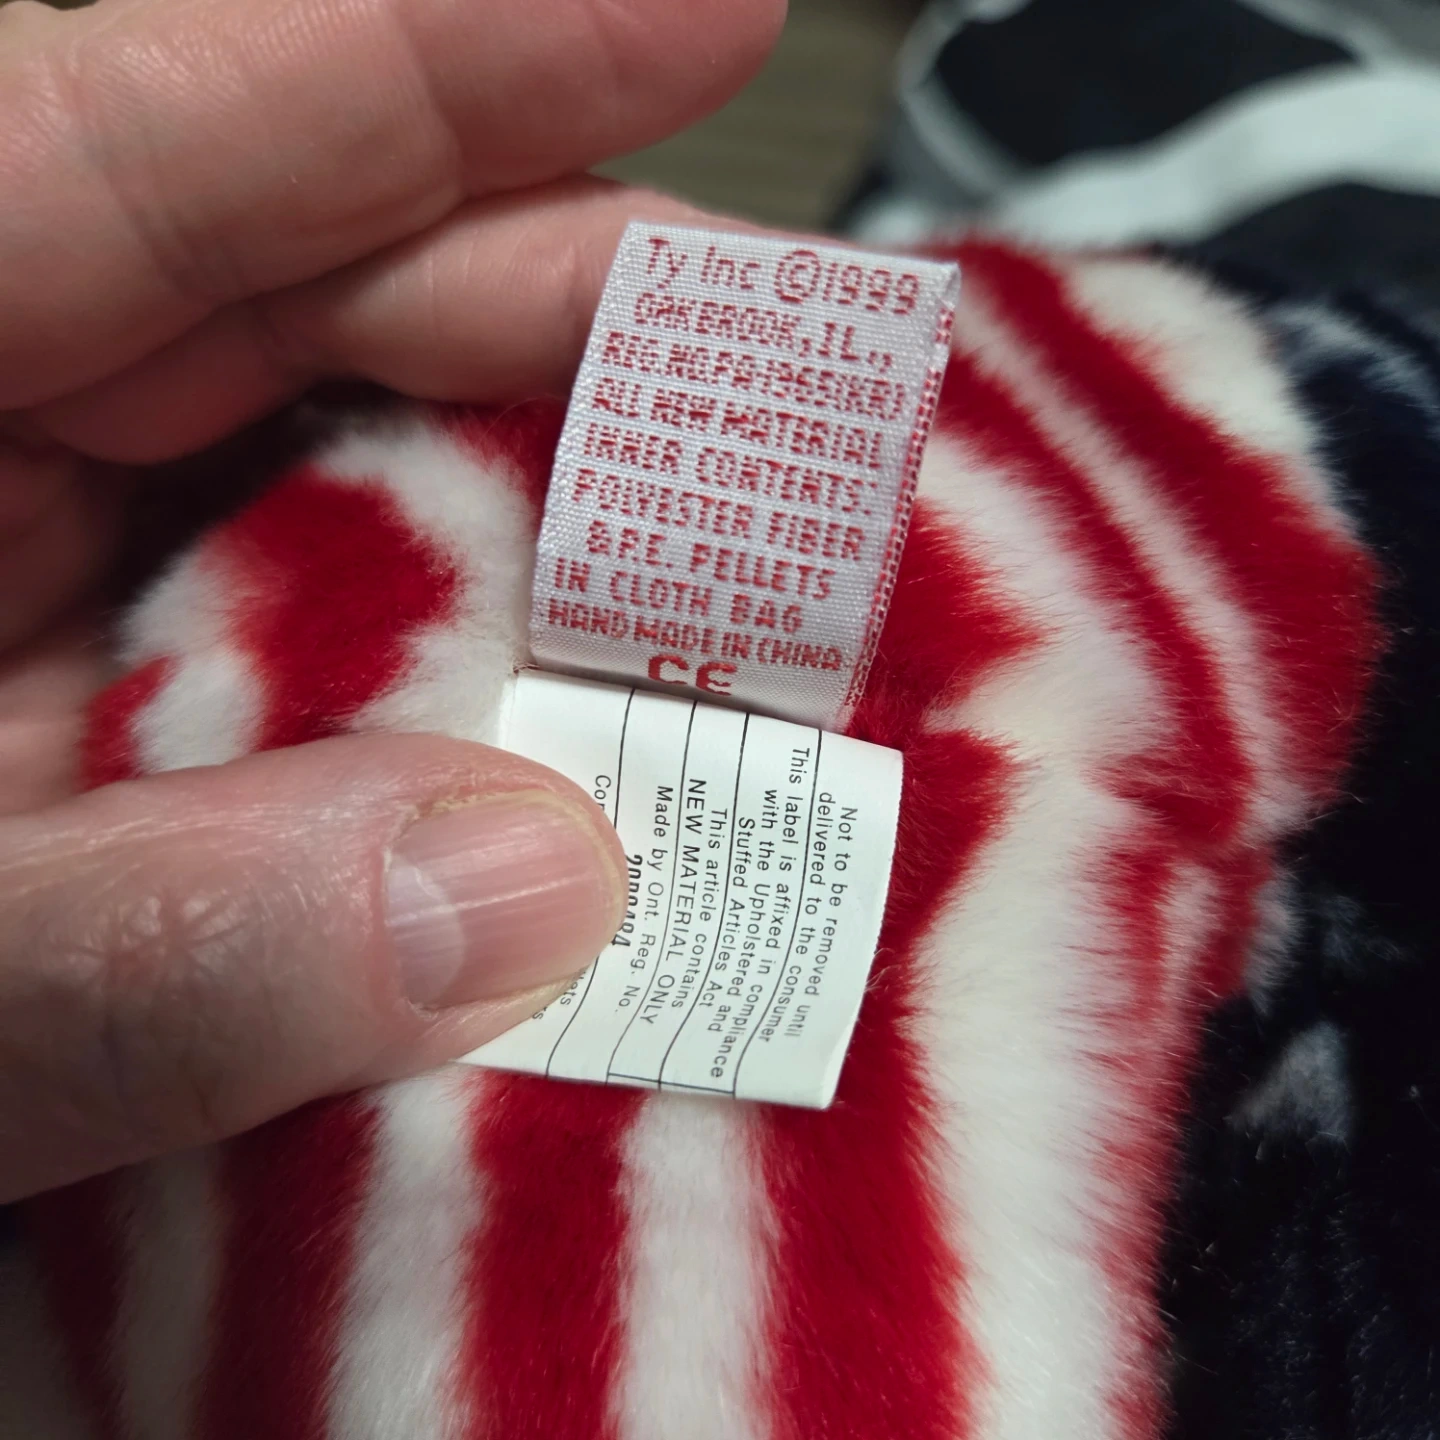 Ty Inc ©1999
OAKBROOK, IL.,
REG.NO.PA1965(KR)
ALL NEW MATERIAL
INNER CONTENTS:
POLYESTER FIBER
&P.E. PELLETS
IN CLOTH BAG
HAND MADE IN CHINA
CE
Not to be removed until
delivered to the consumer
This label is affixed in compliance
with the Upholstered and
Stuffed Articles Act
This article contains
NEW MATERIAL ONLY
Made by Ont. Reg. No.